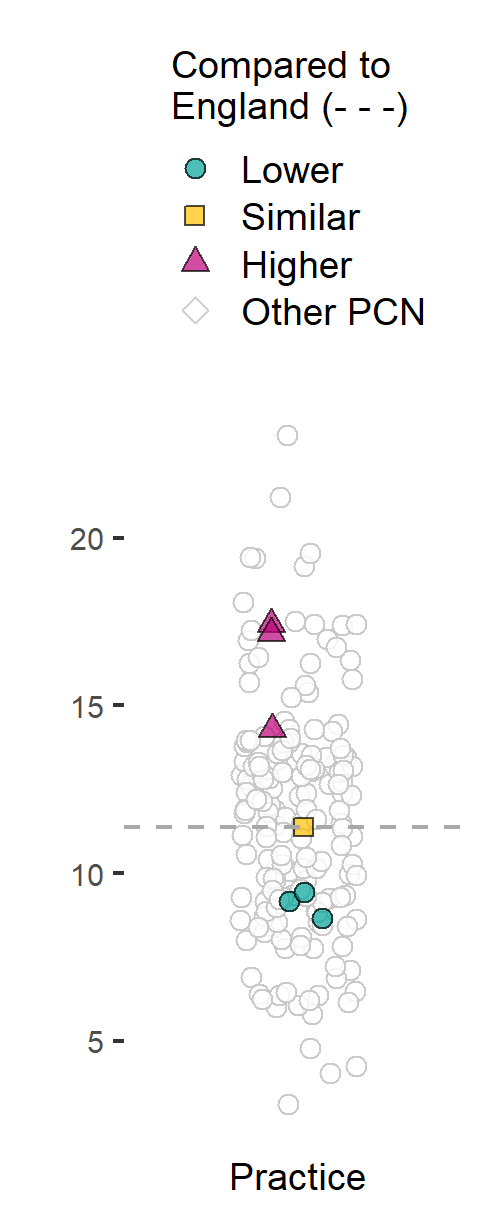 Compared to
England (- - -)
Lower
Similar
Higher
Other PCN
20
15
10
5
Practice